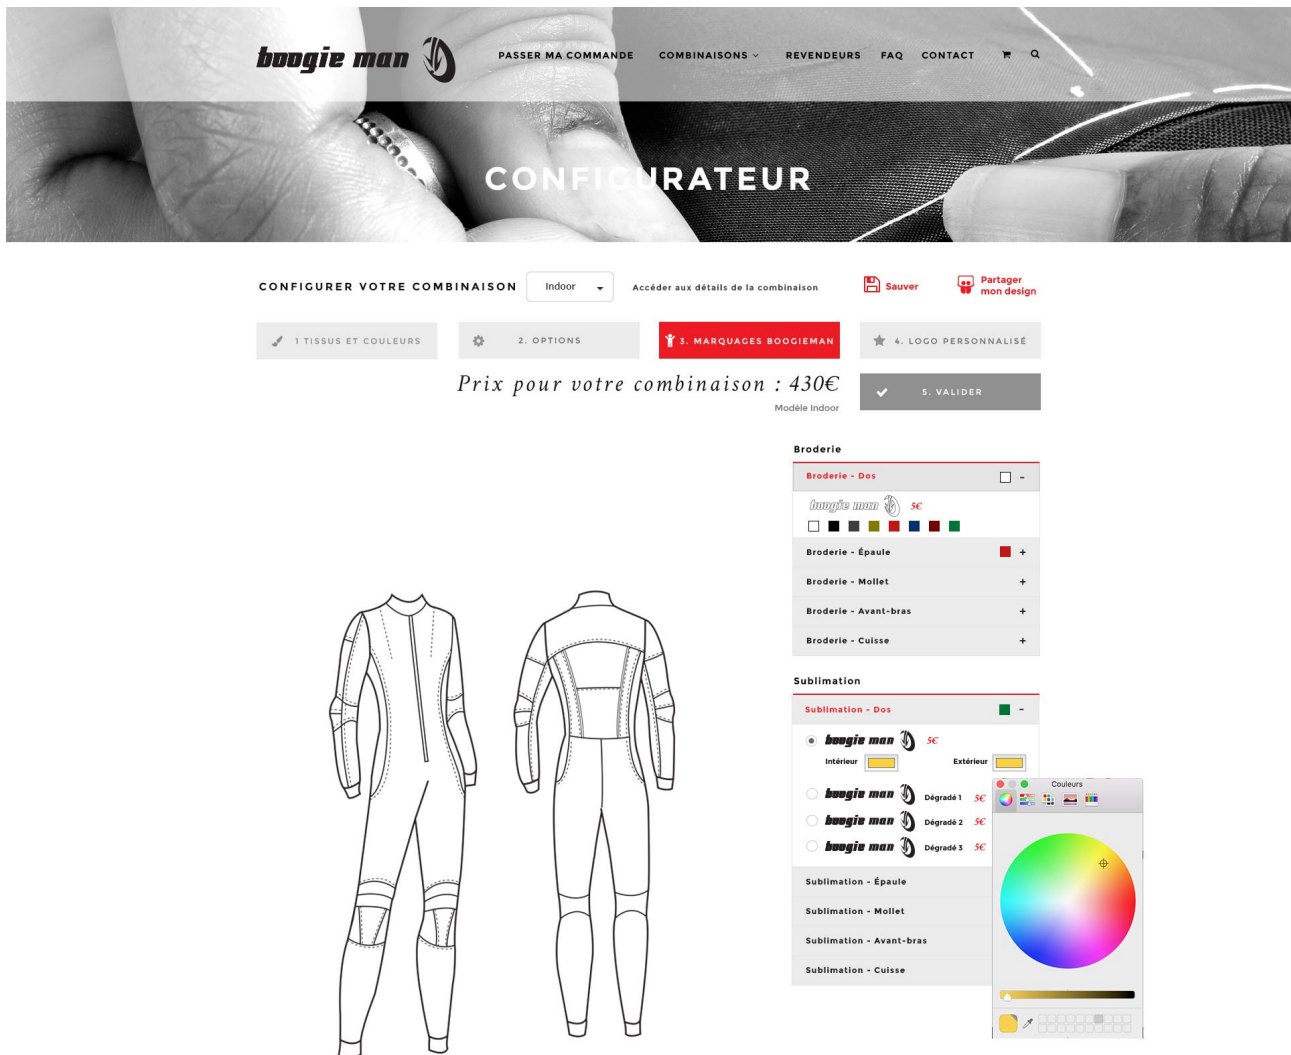 boogie man
PASSER MA COMMANDE COMBINAISONS REVENDEURS FAQ CONTACT
CONFIGURATEUR
CONFIGURER VOTRE COMBINAISON Indoor Accéder aux détails de la combinaison Sauver Partager
mon design
1 TISSUS ET COULEURS 2. OPTIONS 3. MARQUAGES BOOGIEMAN 4. LOGO PERSONNALISÉ
Prix pour votre combinaison : 430€
5. VALIDER
Modèle Indoor
Broderie
Broderie - Dos -
boogie man 5€
Broderie - Épaule +
Broderie - Mollet +
Broderie - Avant-bras +
Broderie - Cuisse +
Sublimation
Sublimation - Dos -
boogie man 5€
Intérieur Extérieur
Couleurs
boogie man Dégradé 1 5€
boogie man Dégradé 2 5€
boogie man Dégradé 3 5€
Sublimation - Épaule
Sublimation - Mollet
Sublimation - Avant-bras
Sublimation - Cuisse